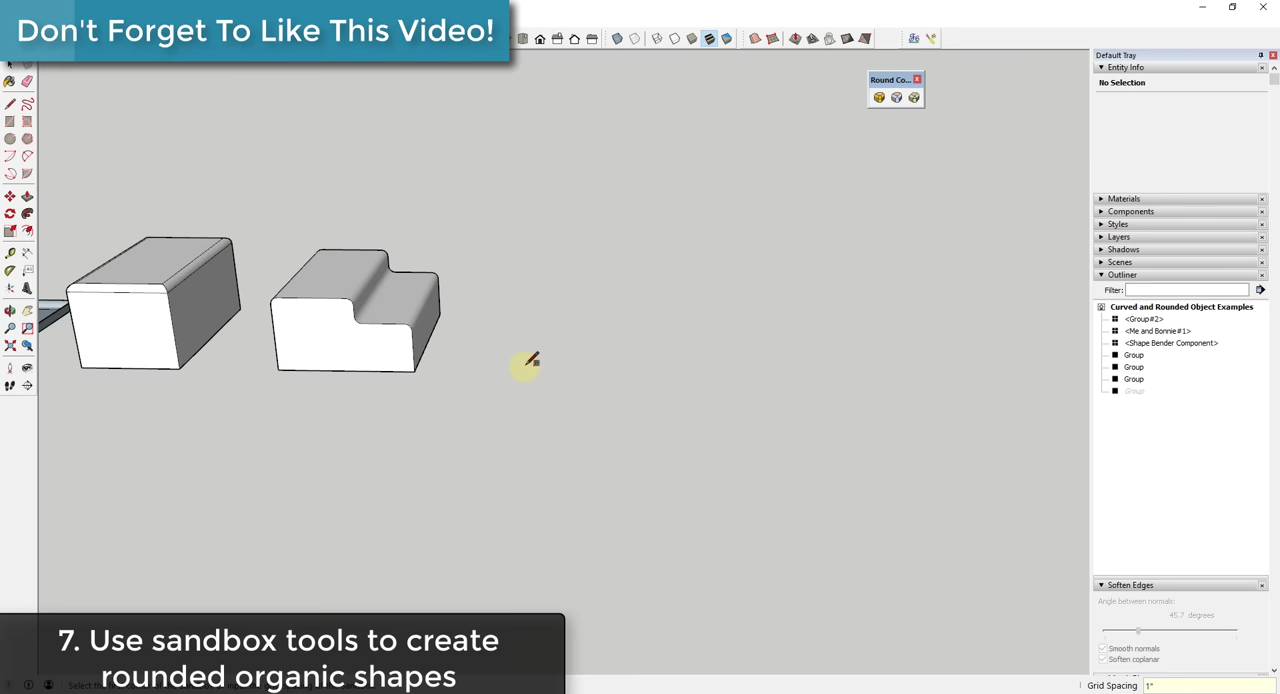 Don't Forget To Like This Video!
Round Co...
Default Tray
Entity Info
No Selection
Materials
Components
Styles
Layers
Shadows
Scenes
Outliner
Filter:
Curved and Rounded Object Examples
<Group#2>
<Me and Bonnie#1>
<Shape Bender Component>
Group
Group
Group
Group
Soften Edges
Angle between normals:
45.7 degrees
Smooth normals
Soften coplanar
7. Use sandbox tools to create
rounded organic shapes
Grid Spacing 1"